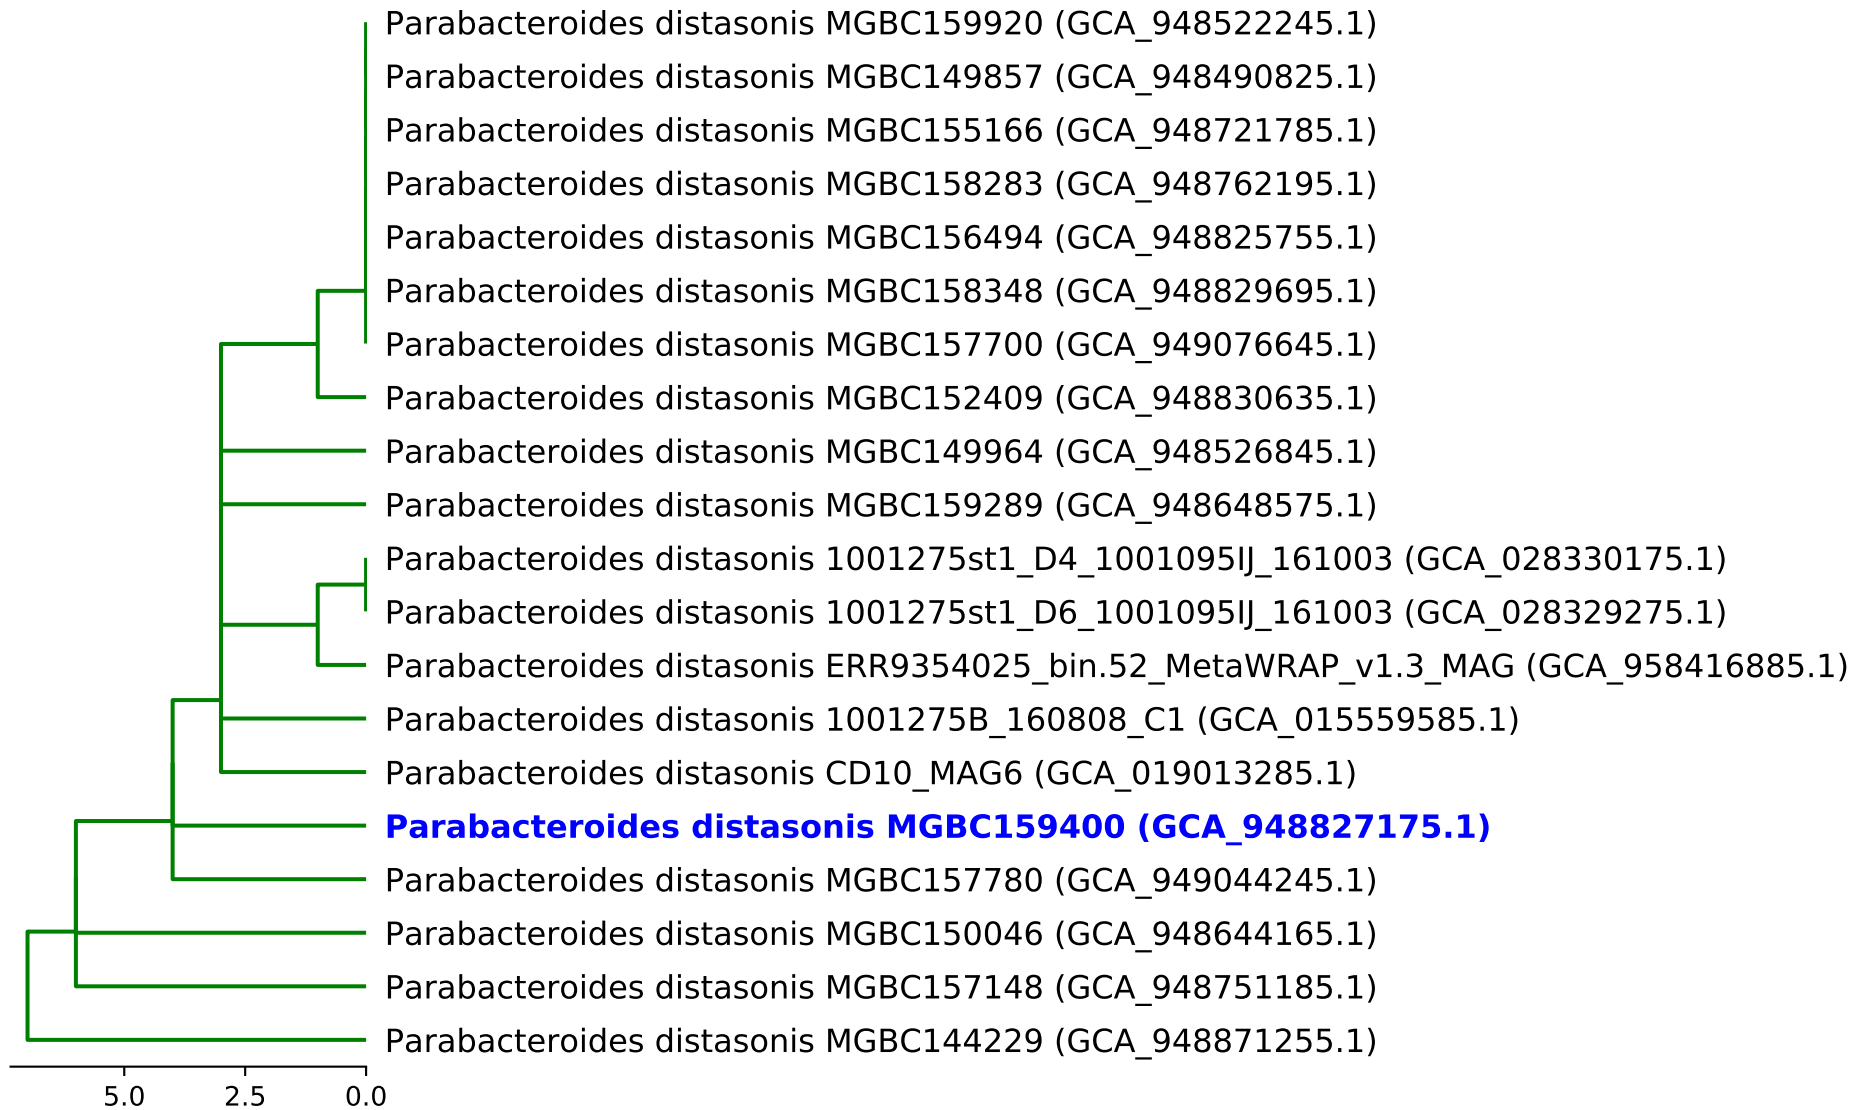 Parabacteroides distasonis MGBC159920 (GCA_948522245.1)
Parabacteroides distasonis MGBC149857 (GCA_948490825.1)
Parabacteroides distasonis MGBC155166 (GCA_948721785.1)
Parabacteroides distasonis MGBC158283 (GCA_948762195.1)
Parabacteroides distasonis MGBC156494 (GCA_948825755.1)
Parabacteroides distasonis MGBC158348 (GCA_948829695.1)
Parabacteroides distasonis MGBC157700 (GCA_949076645.1)
Parabacteroides distasonis MGBC152409 (GCA_948830635.1)
Parabacteroides distasonis MGBC149964 (GCA_948526845.1)
Parabacteroides distasonis MGBC159289 (GCA_948648575.1)
Parabacteroides distasonis 1001275st1_D4_1001095IJ_161003 (GCA_028330175.1)
Parabacteroides distasonis 1001275st1_D6_1001095IJ_161003 (GCA_028329275.1)
Parabacteroides distasonis ERR9354025_bin.52_MetaWRAP_v1.3_MAG (GCA_958416885.1)
Parabacteroides distasonis 1001275B_160808_C1 (GCA_015559585.1)
Parabacteroides distasonis CD10_MAG6 (GCA_019013285.1)
Parabacteroides distasonis MGBC159400 (GCA_948827175.1)
Parabacteroides distasonis MGBC157780 (GCA_949044245.1)
Parabacteroides distasonis MGBC150046 (GCA_948644165.1)
Parabacteroides distasonis MGBC157148 (GCA_948751185.1)
Parabacteroides distasonis MGBC144229 (GCA_948871255.1)
5.0 2.5 0.0